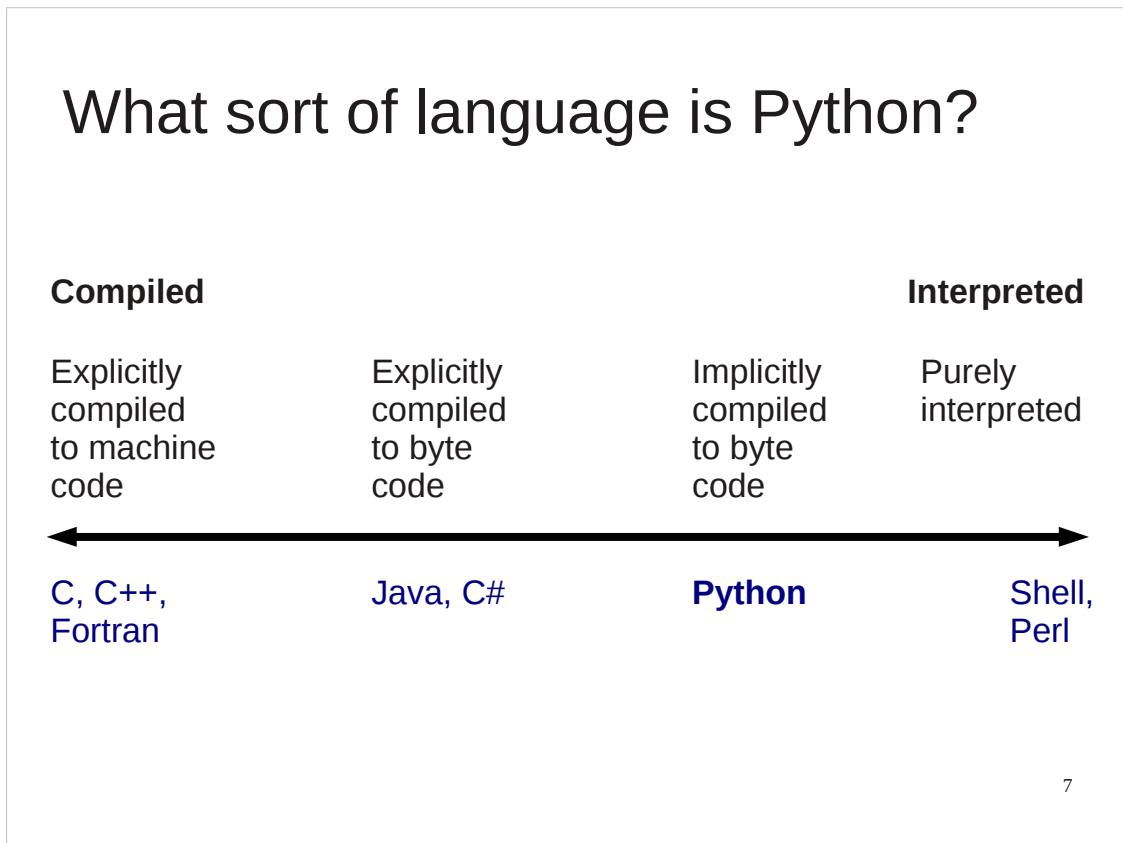 What sort of language is Python?
Compiled
Interpreted
Explicitly
compiled
to machine
code
Explicitly
compiled
to byte
code
Implicitly
compiled
to byte
code
Purely
interpreted
C, C++,
Fortran
Java, C#
Python
Shell,
Perl
7